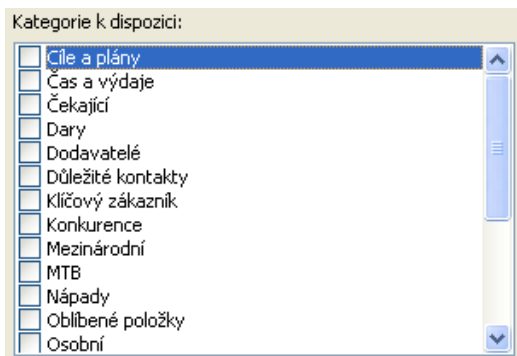 Kategorie k dispozici:
Cíle a plány
Čas a výdaje
Čekající
Dary
Dodavatelé
Důležité kontakty
Klíčový zákazník
Konkurence
Mezinárodní
MTB
Nápady
Oblíbené položky
Osobní